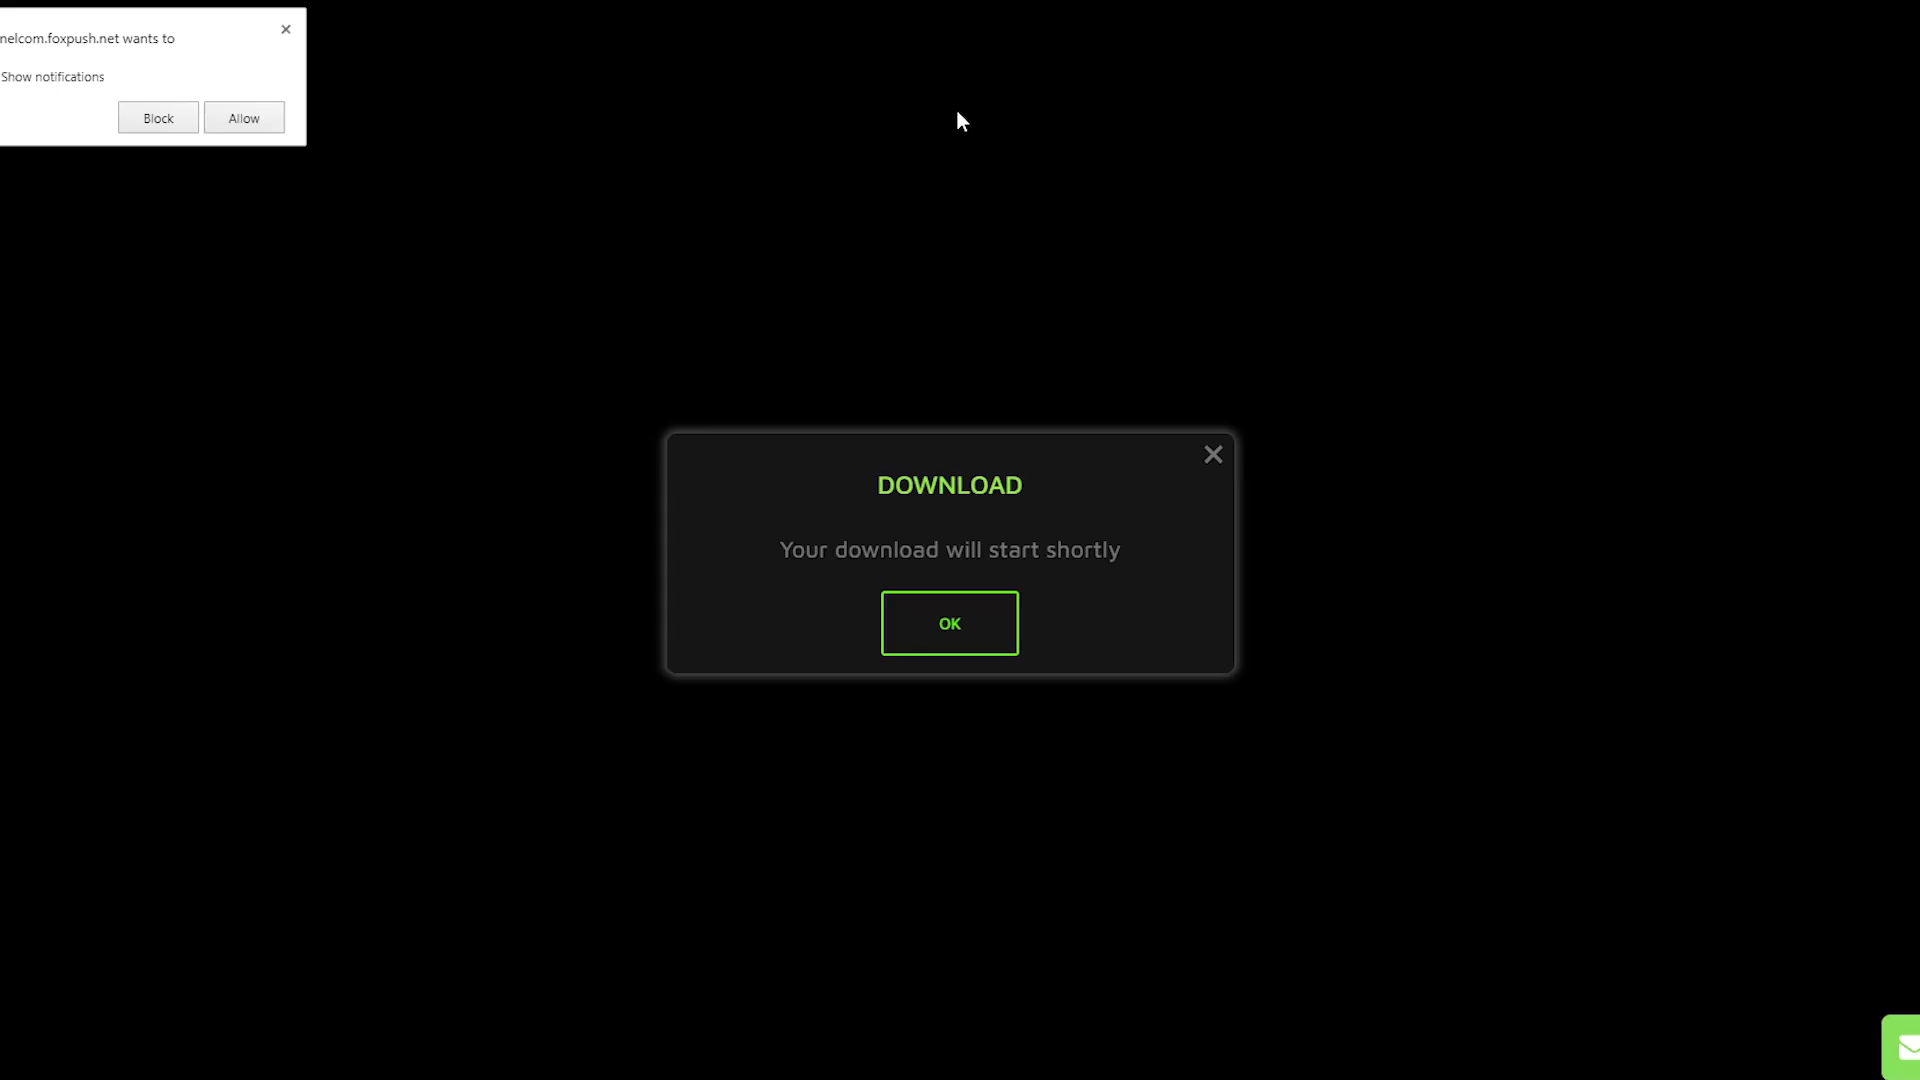 nelcom.foxpush.net wants to
Show notifications
Block
Allow
DOWNLOAD
Your download will start shortly
OK